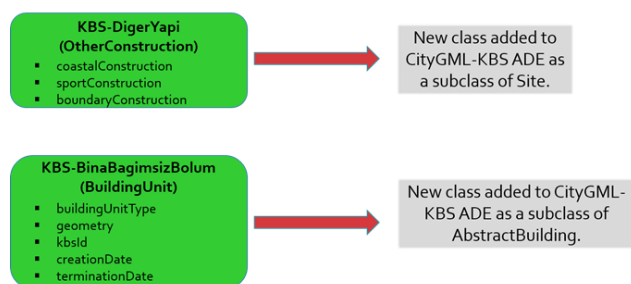 KBS-DigerYapi
(OtherConstruction)
coastalConstruction
sportConstruction
boundaryConstruction
New class added to
CityGML-KBS ADE as
a subclass of Site.
KBS-BinaBagimsizBolum
(BuildingUnit)
buildingUnitType
geometry
kbsId
creationDate
terminationDate
New class added to CityGML-
KBS ADE as a subclass of
AbstractBuilding.